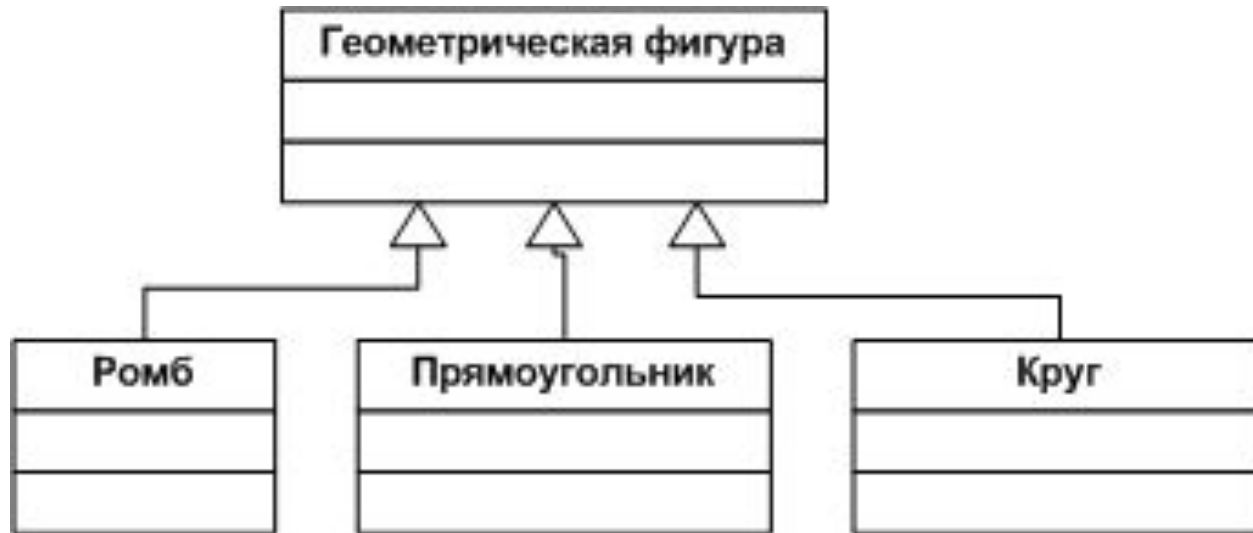 Геометрическая фигура
Ромб
Прямоугольник
Круг